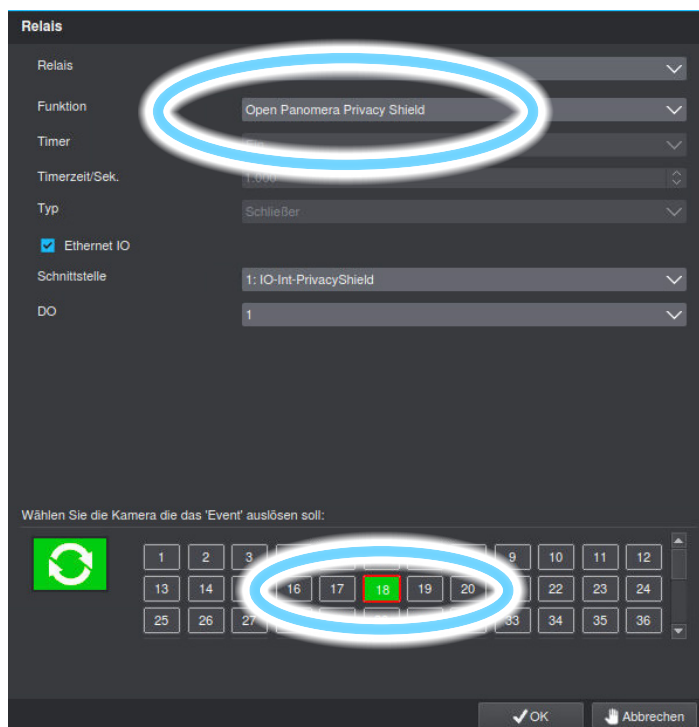 Relais
Relais
Funktion Open Panomera Privacy Shield
Timer
Timerzeit/Sek. 1.000
Typ Schließer
Ethernet IO
Schnittstelle 1: IO-Int-PrivacyShield
DO 1
Wählen Sie die Kamera die das 'Event' auslösen soll:
1 2 3 9 10 11 12
13 14 16 17 18 19 20 22 23 24
25 26 27 33 34 35 36
OK Abbrechen